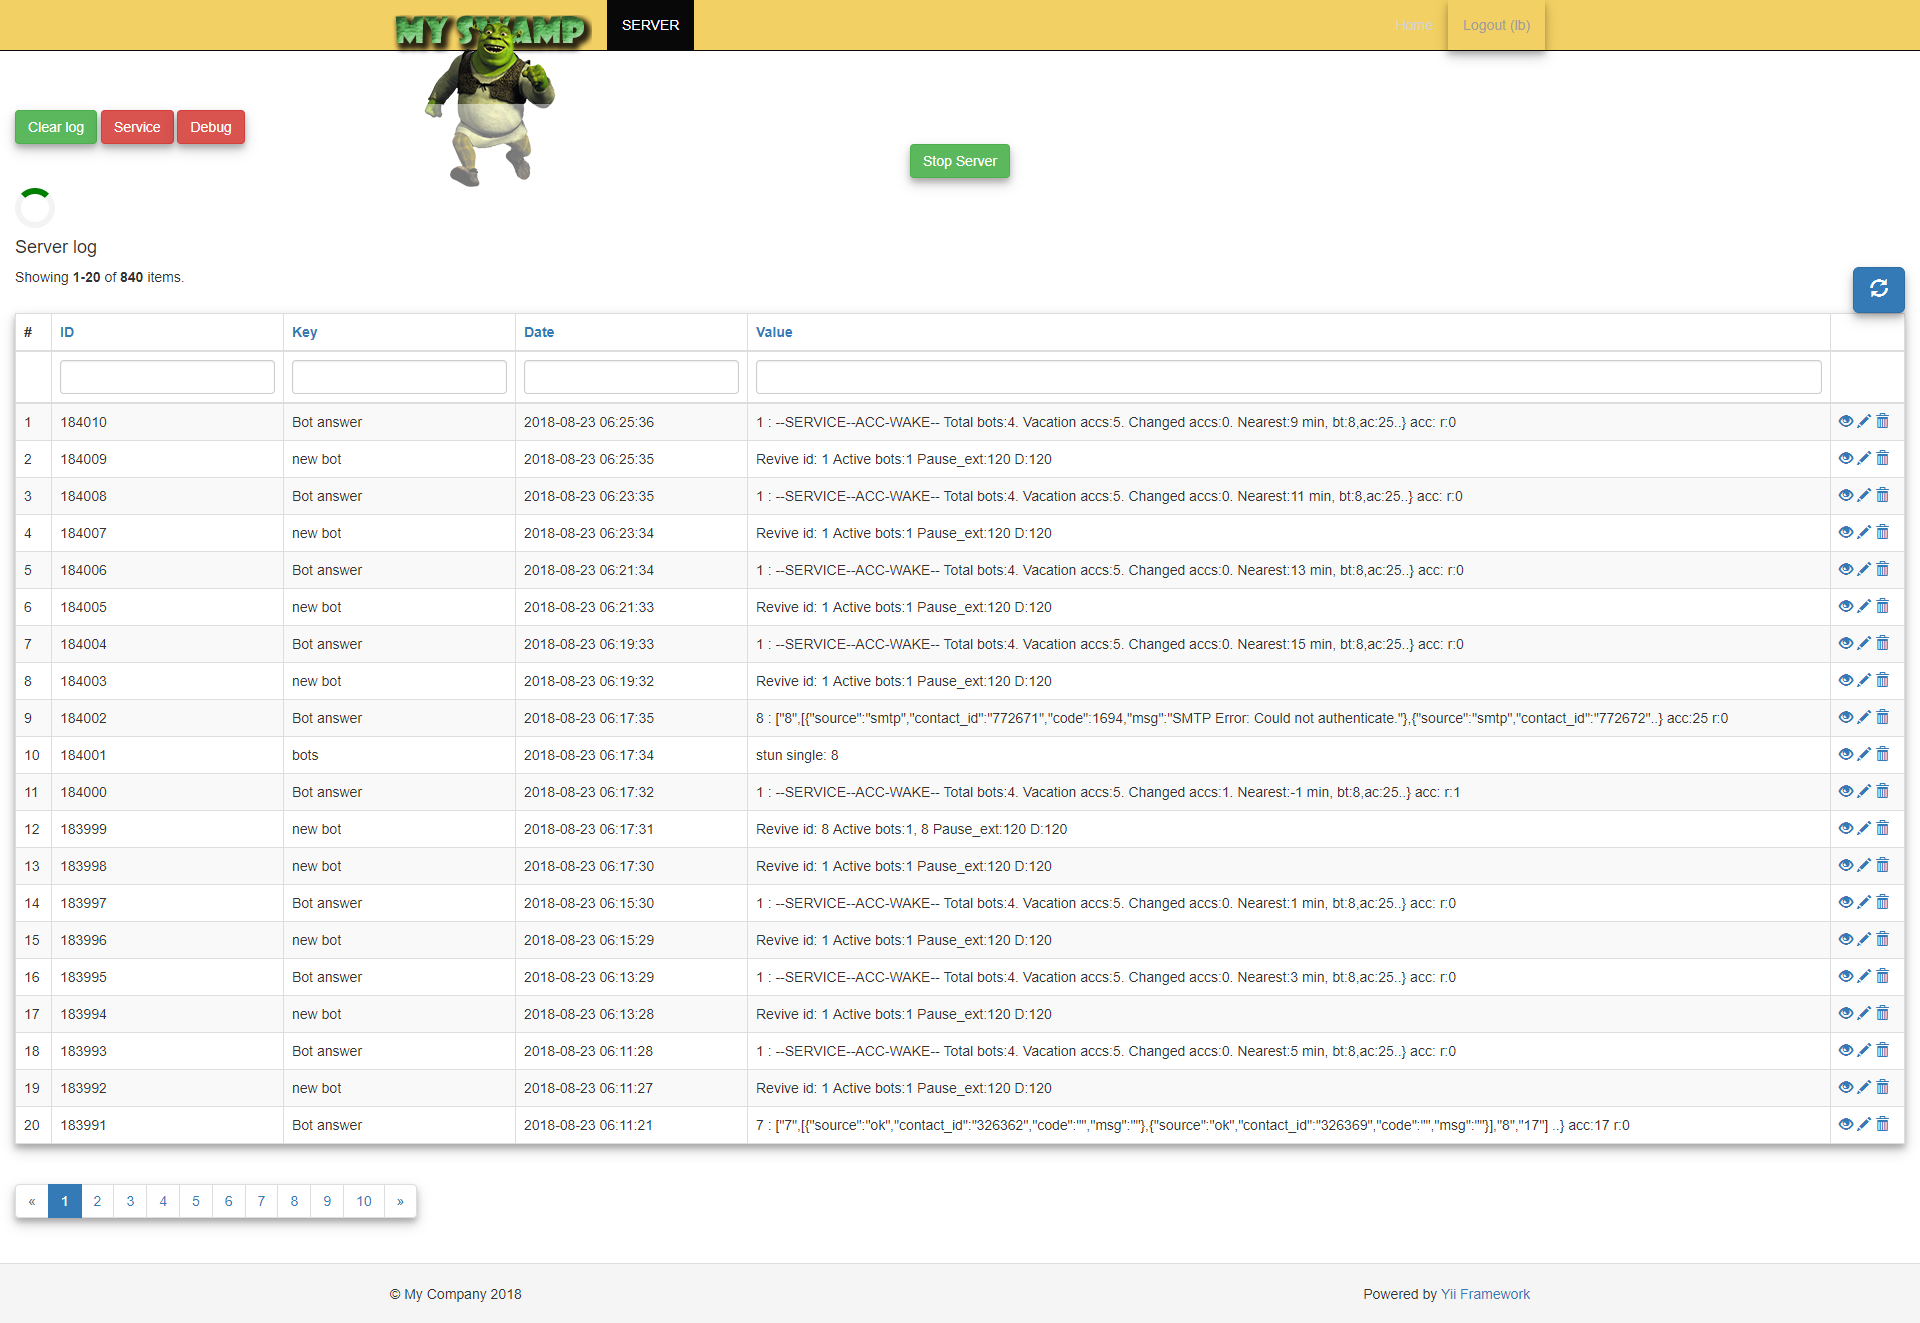 MY SWAMP
SERVER
Home
Logout (lb)
Clear log
Service
Debug
Stop Server
Server log
Showing 1-20 of 840 items.
# ID Key Date Value
1 184010 Bot answer 2018-08-23 06:25:36 1 : --SERVICE--ACC-WAKE-- Total bots:4. Vacation accs:5. Changed accs:0. Nearest:9 min, bt:8,ac:25..} acc: r:0
2 184009 new bot 2018-08-23 06:25:35 Revive id: 1 Active bots:1 Pause_ext:120 D:120
3 184008 Bot answer 2018-08-23 06:23:35 1 : --SERVICE--ACC-WAKE-- Total bots:4. Vacation accs:5. Changed accs:0. Nearest:11 min, bt:8,ac:25..} acc: r:0
4 184007 new bot 2018-08-23 06:23:34 Revive id: 1 Active bots:1 Pause_ext:120 D:120
5 184006 Bot answer 2018-08-23 06:21:34 1 : --SERVICE--ACC-WAKE-- Total bots:4. Vacation accs:5. Changed accs:0. Nearest:13 min, bt:8,ac:25..} acc: r:0
6 184005 new bot 2018-08-23 06:21:33 Revive id: 1 Active bots:1 Pause_ext:120 D:120
7 184004 Bot answer 2018-08-23 06:19:33 1 : --SERVICE--ACC-WAKE-- Total bots:4. Vacation accs:5. Changed accs:0. Nearest:15 min, bt:8,ac:25..} acc: r:0
8 184003 new bot 2018-08-23 06:19:32 Revive id: 1 Active bots:1 Pause_ext:120 D:120
9 184002 Bot answer 2018-08-23 06:17:35 8 : ["8",[{"source":"smtp","contact_id":"772671","code":1694,"msg":"SMTP Error: Could not authenticate."},{"source":"smtp","contact_id":"772672"..} acc:25 r:0
10 184001 bots 2018-08-23 06:17:34 stun single: 8
11 184000 Bot answer 2018-08-23 06:17:32 1 : --SERVICE--ACC-WAKE-- Total bots:4. Vacation accs:5. Changed accs:1. Nearest:-1 min, bt:8,ac:25..} acc: r:1
12 183999 new bot 2018-08-23 06:17:31 Revive id: 8 Active bots:1, 8 Pause_ext:120 D:120
13 183998 new bot 2018-08-23 06:17:30 Revive id: 1 Active bots:1 Pause_ext:120 D:120
14 183997 Bot answer 2018-08-23 06:15:30 1 : --SERVICE--ACC-WAKE-- Total bots:4. Vacation accs:5. Changed accs:0. Nearest:1 min, bt:8,ac:25..} acc: r:0
15 183996 new bot 2018-08-23 06:15:29 Revive id: 1 Active bots:1 Pause_ext:120 D:120
16 183995 Bot answer 2018-08-23 06:13:29 1 : --SERVICE--ACC-WAKE-- Total bots:4. Vacation accs:5. Changed accs:0. Nearest:3 min, bt:8,ac:25..} acc: r:0
17 183994 new bot 2018-08-23 06:13:28 Revive id: 1 Active bots:1 Pause_ext:120 D:120
18 183993 Bot answer 2018-08-23 06:11:28 1 : --SERVICE--ACC-WAKE-- Total bots:4. Vacation accs:5. Changed accs:0. Nearest:5 min, bt:8,ac:25..} acc: r:0
19 183992 new bot 2018-08-23 06:11:27 Revive id: 1 Active bots:1 Pause_ext:120 D:120
20 183991 Bot answer 2018-08-23 06:11:21 7 : ["7",[{"source":"ok","contact_id":"326362","code":"","msg":""},{"source":"ok","contact_id":"326369","code":"","msg":""}],"8","17"] ..} acc:17 r:0
« 1 2 3 4 5 6 7 8 9 10 »
© My Company 2018
Powered by Yii Framework